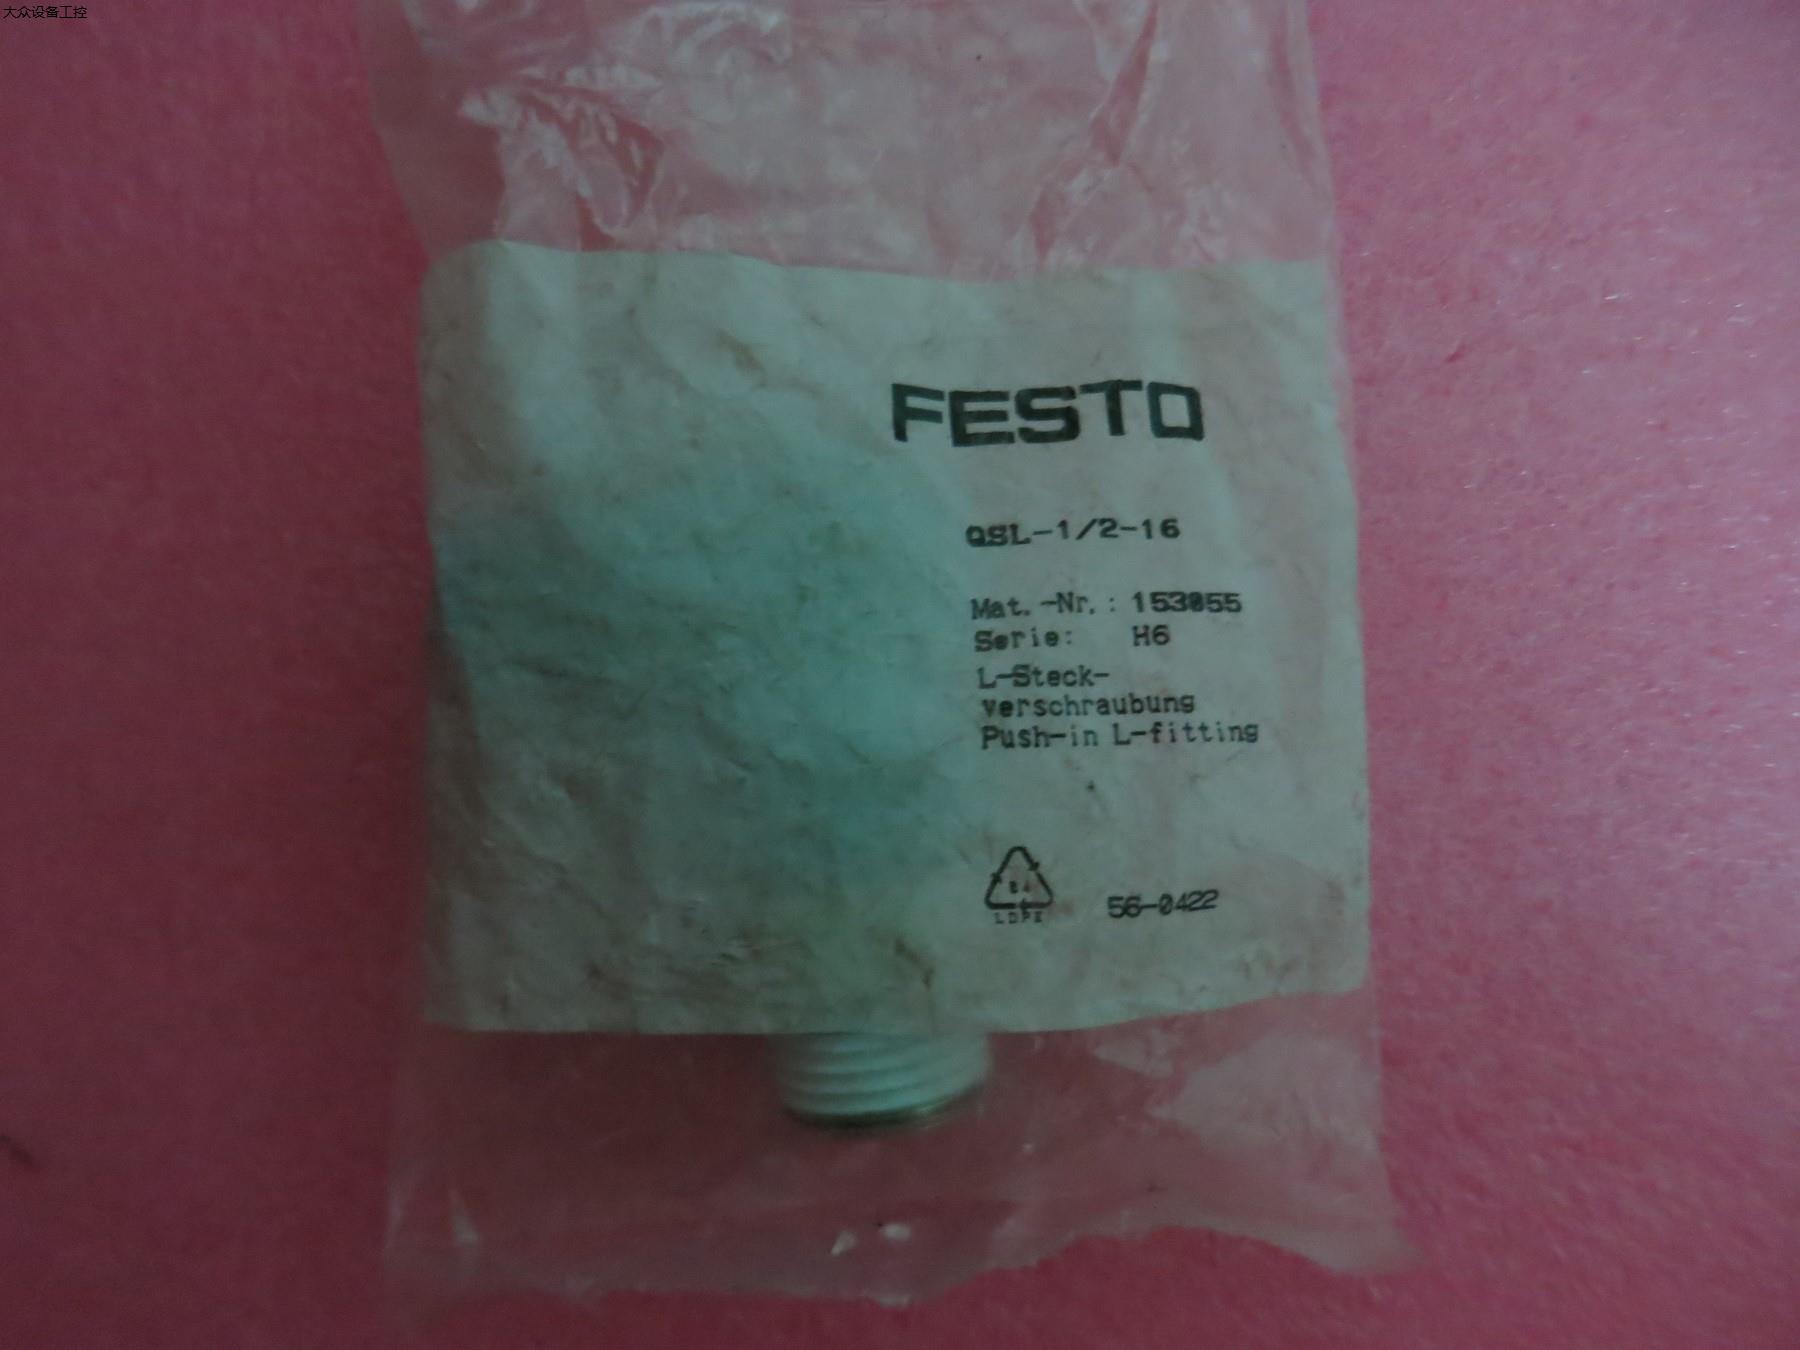 大众设备工控
FESTO
QSL-1/2-16
Mat.-Nr.: 153055
Serie: H6
L-Steck-
verschraubung
Push-in L-fitting
LDPE
56-0422